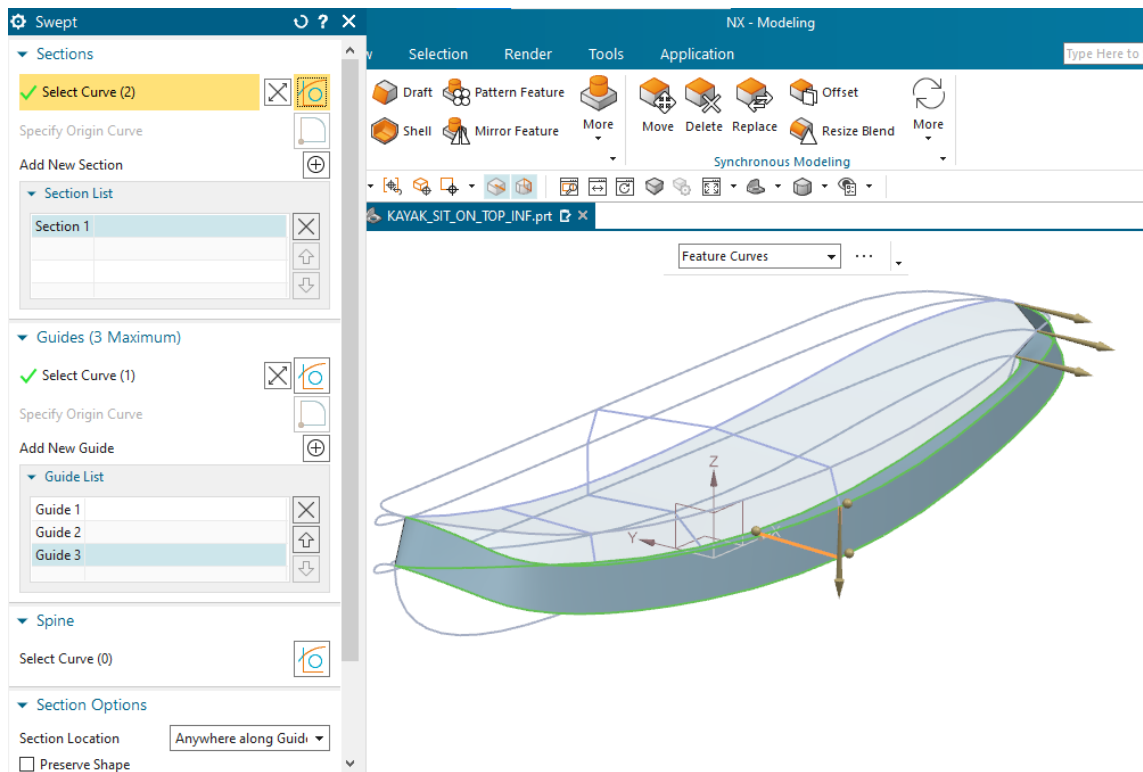 Swept
NX - Modeling
Sections
Select Curve (2)
Specify Origin Curve
Add New Section
Section List
Section 1
Guides (3 Maximum)
Select Curve (1)
Specify Origin Curve
Add New Guide
Guide List
Guide 1
Guide 2
Guide 3
Spine
Select Curve (0)
Section Options
Section Location
Anywhere along Guid
Preserve Shape
Selection Render Tools Application
Type Here to
Draft Pattern Feature
Shell Mirror Feature
More
Move Delete Replace
Offset
Resize Blend
More
Synchronous Modeling
KAYAK_SIT_ON_TOP_INF.prt
Feature Curves
Z
Y
X